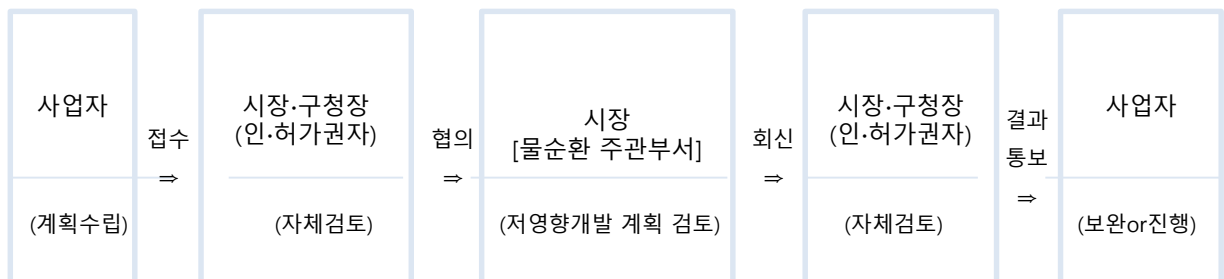 사업자
(계획수립)
접수
⇒
시장·구청장
(인·허가권자)
(자체검토)
협의
⇒
시장
[물순환 주관부서]
(저영향개발 계획 검토)
회신
⇒
시장·구청장
(인·허가권자)
(자체검토)
결과
통보
⇒
사업자
(보완or진행)